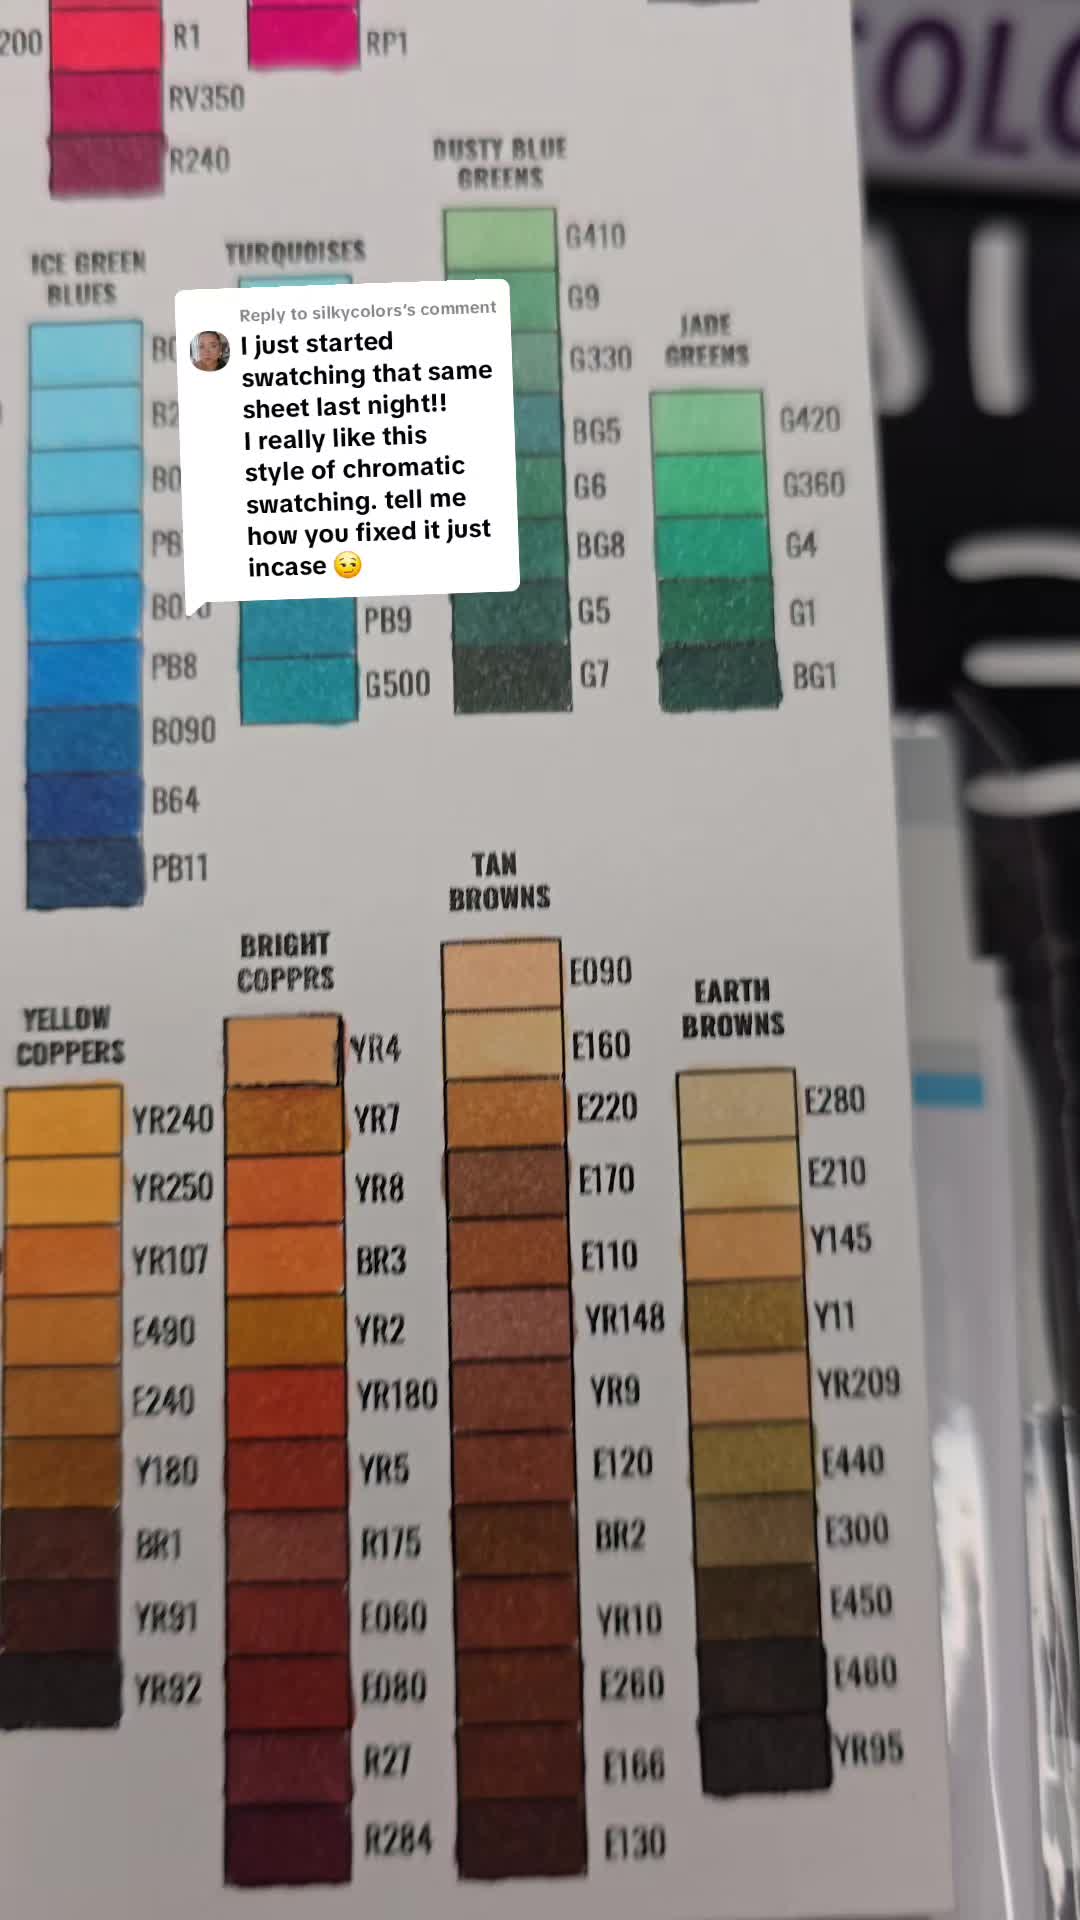 200
R1
RP1
RV350
R240
OLO
DUSTY BLUE
GREENS
G410
G9
G330
BG5
G6
BG8
G5
G7
ICE GREEN
BLUES
PB8
B090
B64
PB11
TURQUOISES
PB9
G500
JADE
GREENS
G420
G360
G4
G1
BG1
Reply to silkycolors's comment
I just started
swatching that same
sheet last night!!
I really like this
style of chromatic
swatching. tell me
how you fixed it just
incase 😏
YELLOW
COPPERS
YR240
YR250
YR107
E490
E240
Y180
BR1
YR91
YR92
BRIGHT
COPPRS
YR4
YR7
YR8
BR3
YR2
YR180
YR5
R175
E060
E080
R27
R284
TAN
BROWNS
E090
E160
E220
E170
E110
YR148
YR9
E120
BR2
YR10
E260
E166
E130
EARTH
BROWNS
E280
E210
Y145
Y11
YR209
E440
E300
E450
E460
YR95